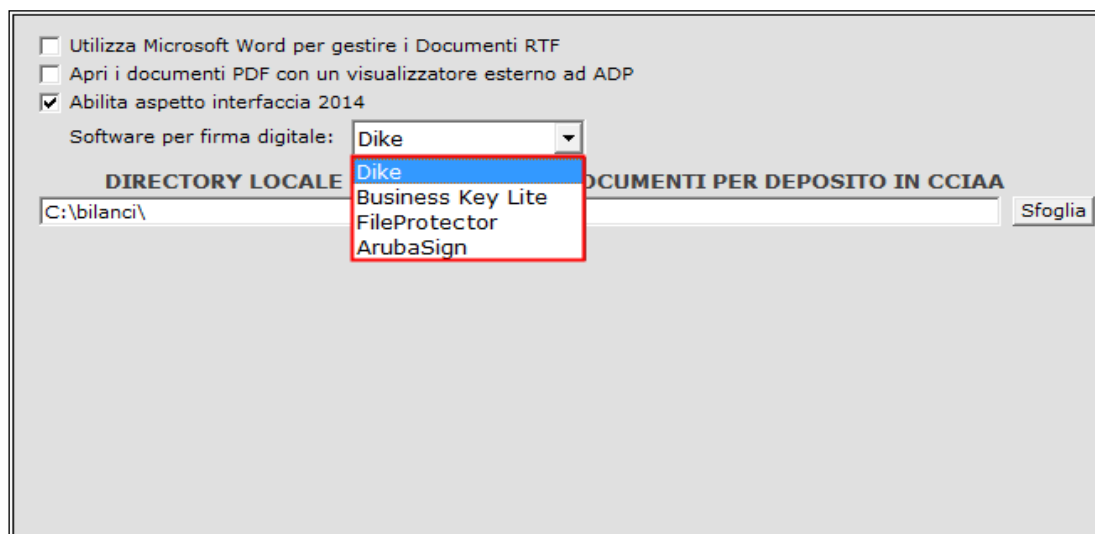 Utilizza Microsoft Word per gestire i Documenti RTF
Apri i documenti PDF con un visualizzatore esterno ad ADP
Abilita aspetto interfaccia 2014
Software per firma digitale: Dike
Dike
DIRECTORY LOCALE OCUMENTI PER DEPOSITO IN CCIAA
Business Key Lite
C:\bilanci\ Sfoglia
FileProtector
ArubaSign